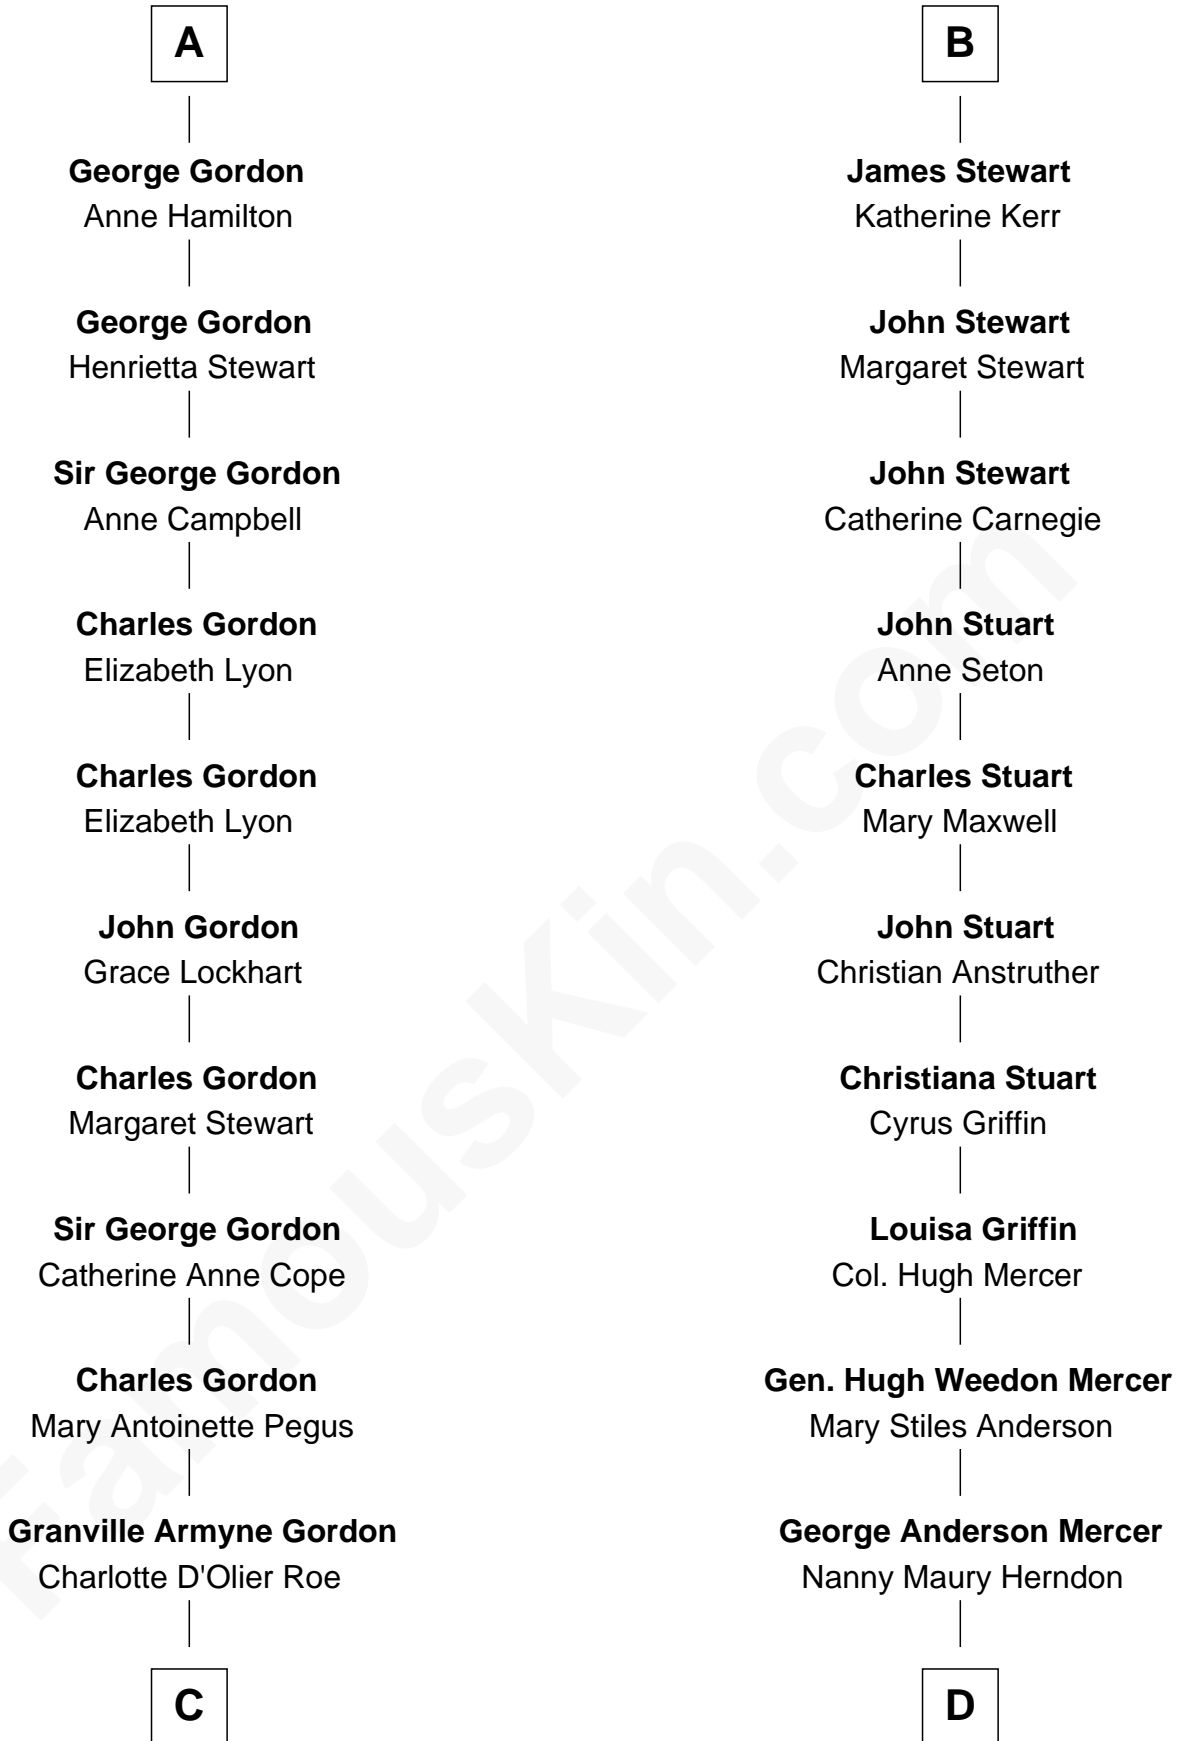 A
George Gordon
Anne Hamilton
George Gordon
Henrietta Stewart
Sir George Gordon
Anne Campbell
Charles Gordon
Elizabeth Lyon
Charles Gordon
Elizabeth Lyon
John Gordon
Grace Lockhart
Charles Gordon
Margaret Stewart
Sir George Gordon
Catherine Anne Cope
Charles Gordon
Mary Antoinette Pegus
Granville Armyne Gordon
Charlotte D'Olier Roe
C
B
James Stewart
Katherine Kerr
John Stewart
Margaret Stewart
John Stewart
Catherine Carnegie
John Stuart
Anne Seton
Charles Stuart
Mary Maxwell
John Stuart
Christian Anstruther
Christiana Stuart
Cyrus Griffin
Louisa Griffin
Col. Hugh Mercer
Gen. Hugh Weedon Mercer
Mary Stiles Anderson
George Anderson Mercer
Nanny Maury Herndon
D
FamousKin.com